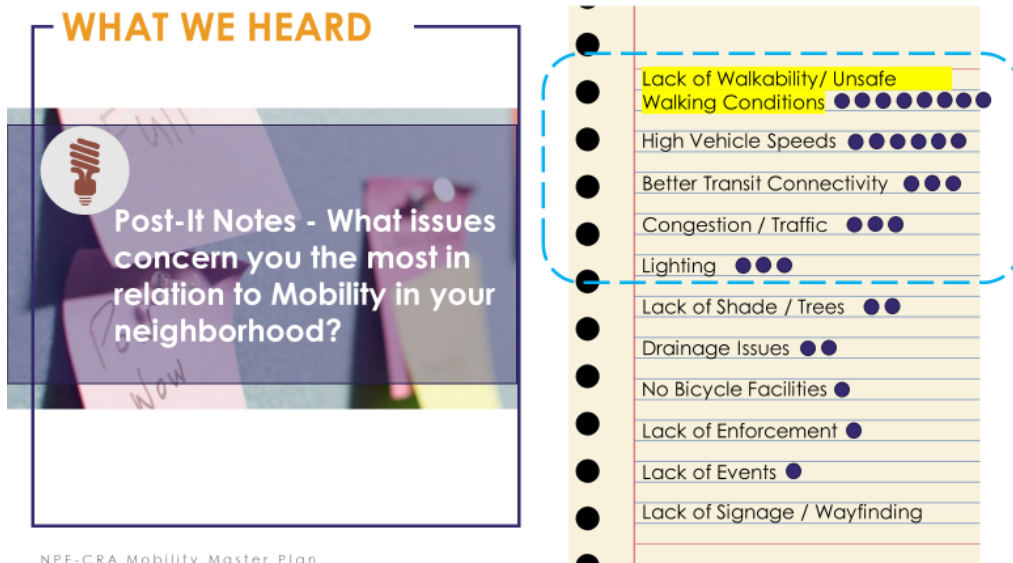 WHAT WE HEARD
Full
Post-It Notes - What issues
concern you the most in
relation to Mobility in your
neighborhood?
Now
NPF-CRA Mobility Master Plan
Lack of Walkability/ Unsafe
Walking Conditions
High Vehicle Speeds
Better Transit Connectivity
Congestion / Traffic
Lighting
Lack of Shade / Trees
Drainage Issues
No Bicycle Facilities
Lack of Enforcement
Lack of Events
Lack of Signage / Wayfinding